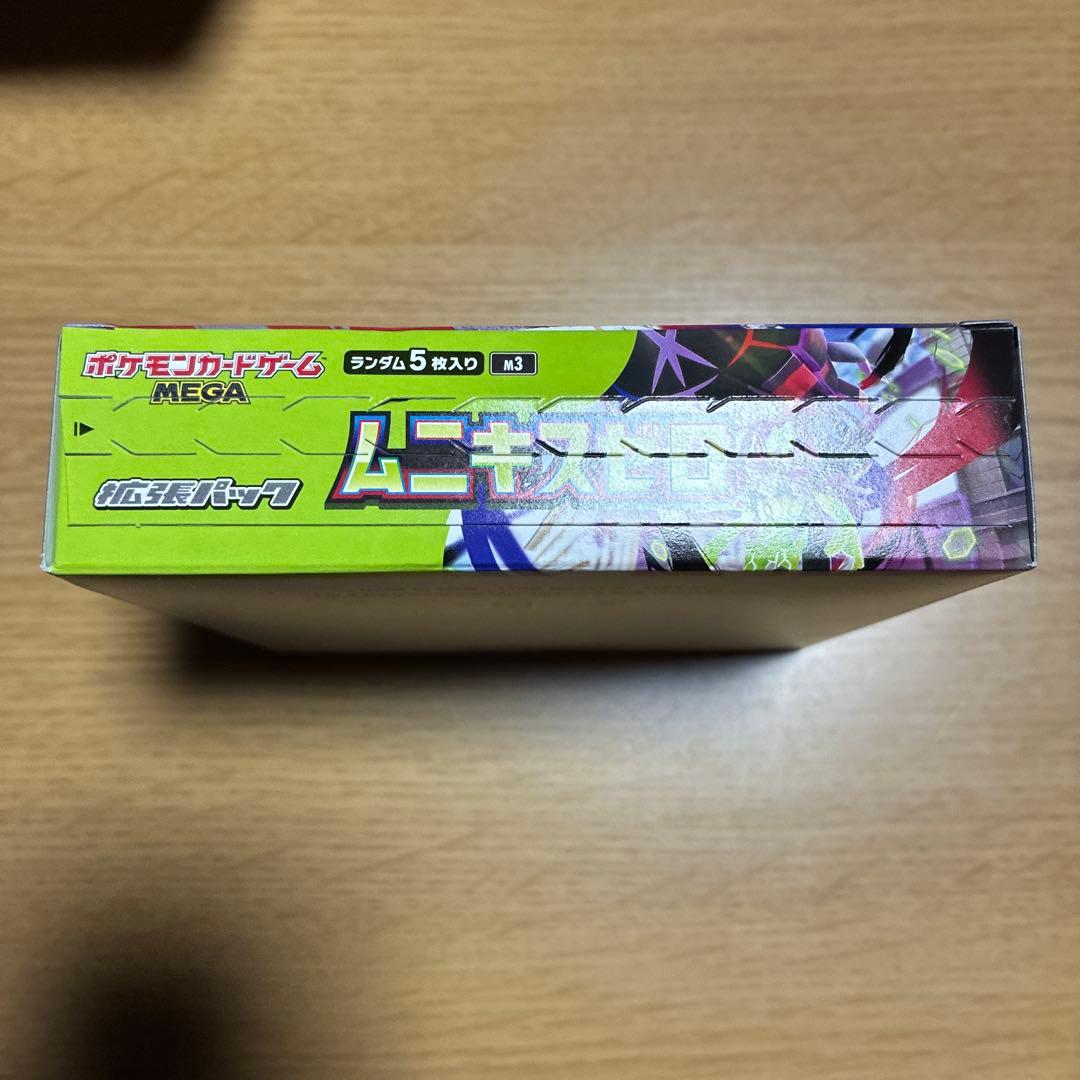 ポケモンカードゲーム
MEGA
ランダム5枚入り
M3
ムニキスゼロ
拡張パック